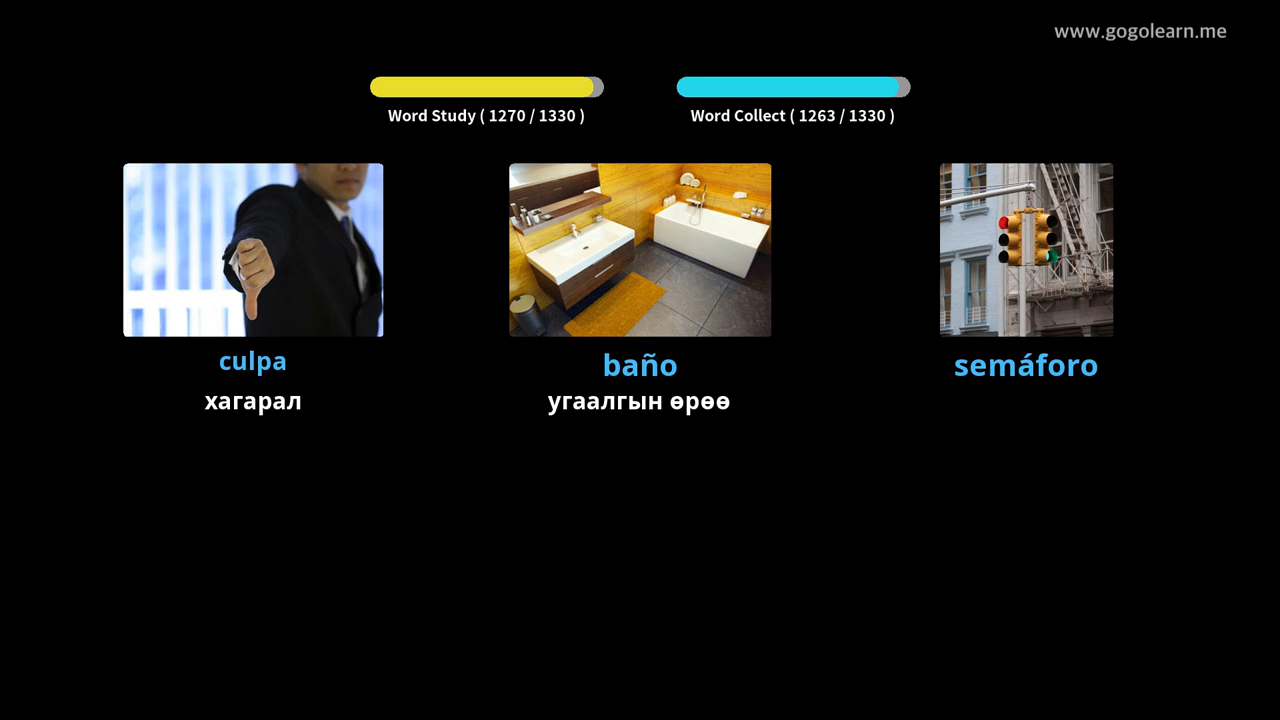 www.gogolearn.me
Word Study ( 1270 / 1330 )
Word Collect ( 1263 / 1330 )
culpa
baño
semáforo
хагарал
угаалгын өрөө